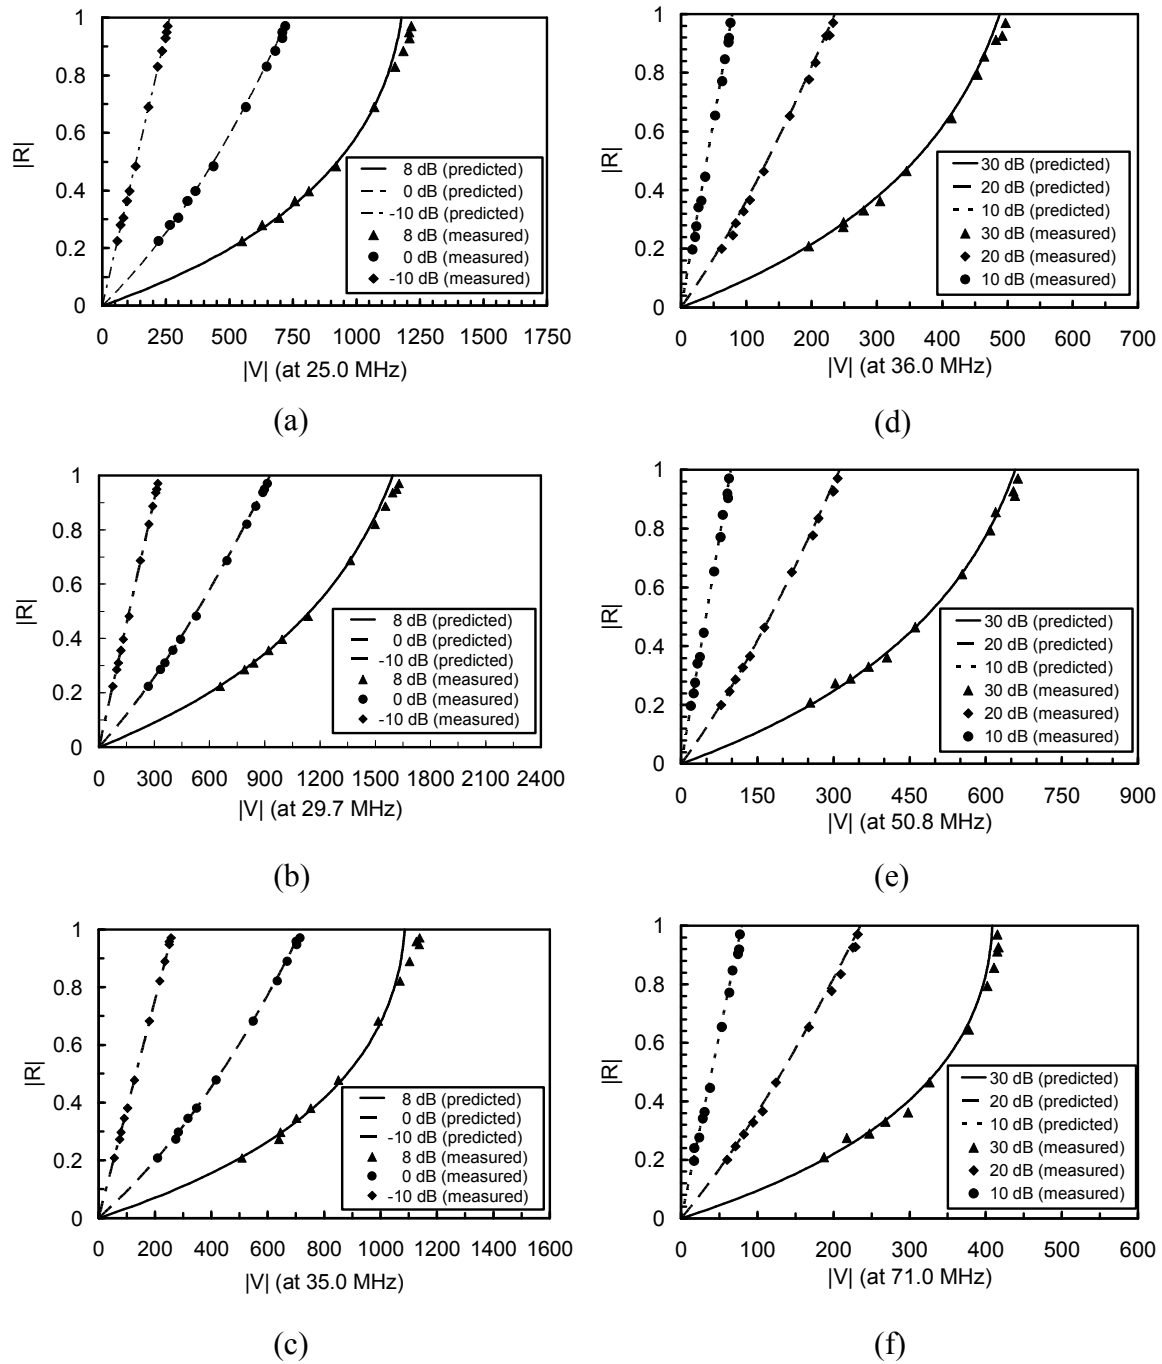 1
0.8
0.6
0.4
0.2
0
|R|
8 dB (predicted)
0 dB (predicted)
-10 dB (predicted)
8 dB (measured)
0 dB (measured)
-10 dB (measured)
0 250 500 750 1000 1250 1500 1750
|V| (at 25.0 MHz)
(a)
1
0.8
0.6
0.4
0.2
0
|R|
30 dB (predicted)
20 dB (predicted)
10 dB (predicted)
30 dB (measured)
20 dB (measured)
10 dB (measured)
0 100 200 300 400 500 600 700
|V| (at 36.0 MHz)
(d)
1
0.8
0.6
0.4
0.2
0
|R|
8 dB (predicted)
0 dB (predicted)
-10 dB (predicted)
8 dB (measured)
0 dB (measured)
-10 dB (measured)
0 300 600 900 1200 1500 1800 2100 2400
|V| (at 29.7 MHz)
(b)
1
0.8
0.6
0.4
0.2
0
|R|
30 dB (predicted)
20 dB (predicted)
10 dB (predicted)
30 dB (measured)
20 dB (measured)
10 dB (measured)
0 150 300 450 600 750 900
|V| (at 50.8 MHz)
(e)
1
0.8
0.6
0.4
0.2
0
|R|
8 dB (predicted)
0 dB (predicted)
-10 dB (predicted)
8 dB (measured)
0 dB (measured)
-10 dB (measured)
0 200 400 600 800 1000 1200 1400 1600
|V| (at 35.0 MHz)
(c)
1
0.8
0.6
0.4
0.2
0
|R|
30 dB (predicted)
20 dB (predicted)
10 dB (predicted)
30 dB (measured)
20 dB (measured)
10 dB (measured)
0 100 200 300 400 500 600
|V| (at 71.0 MHz)
(f)